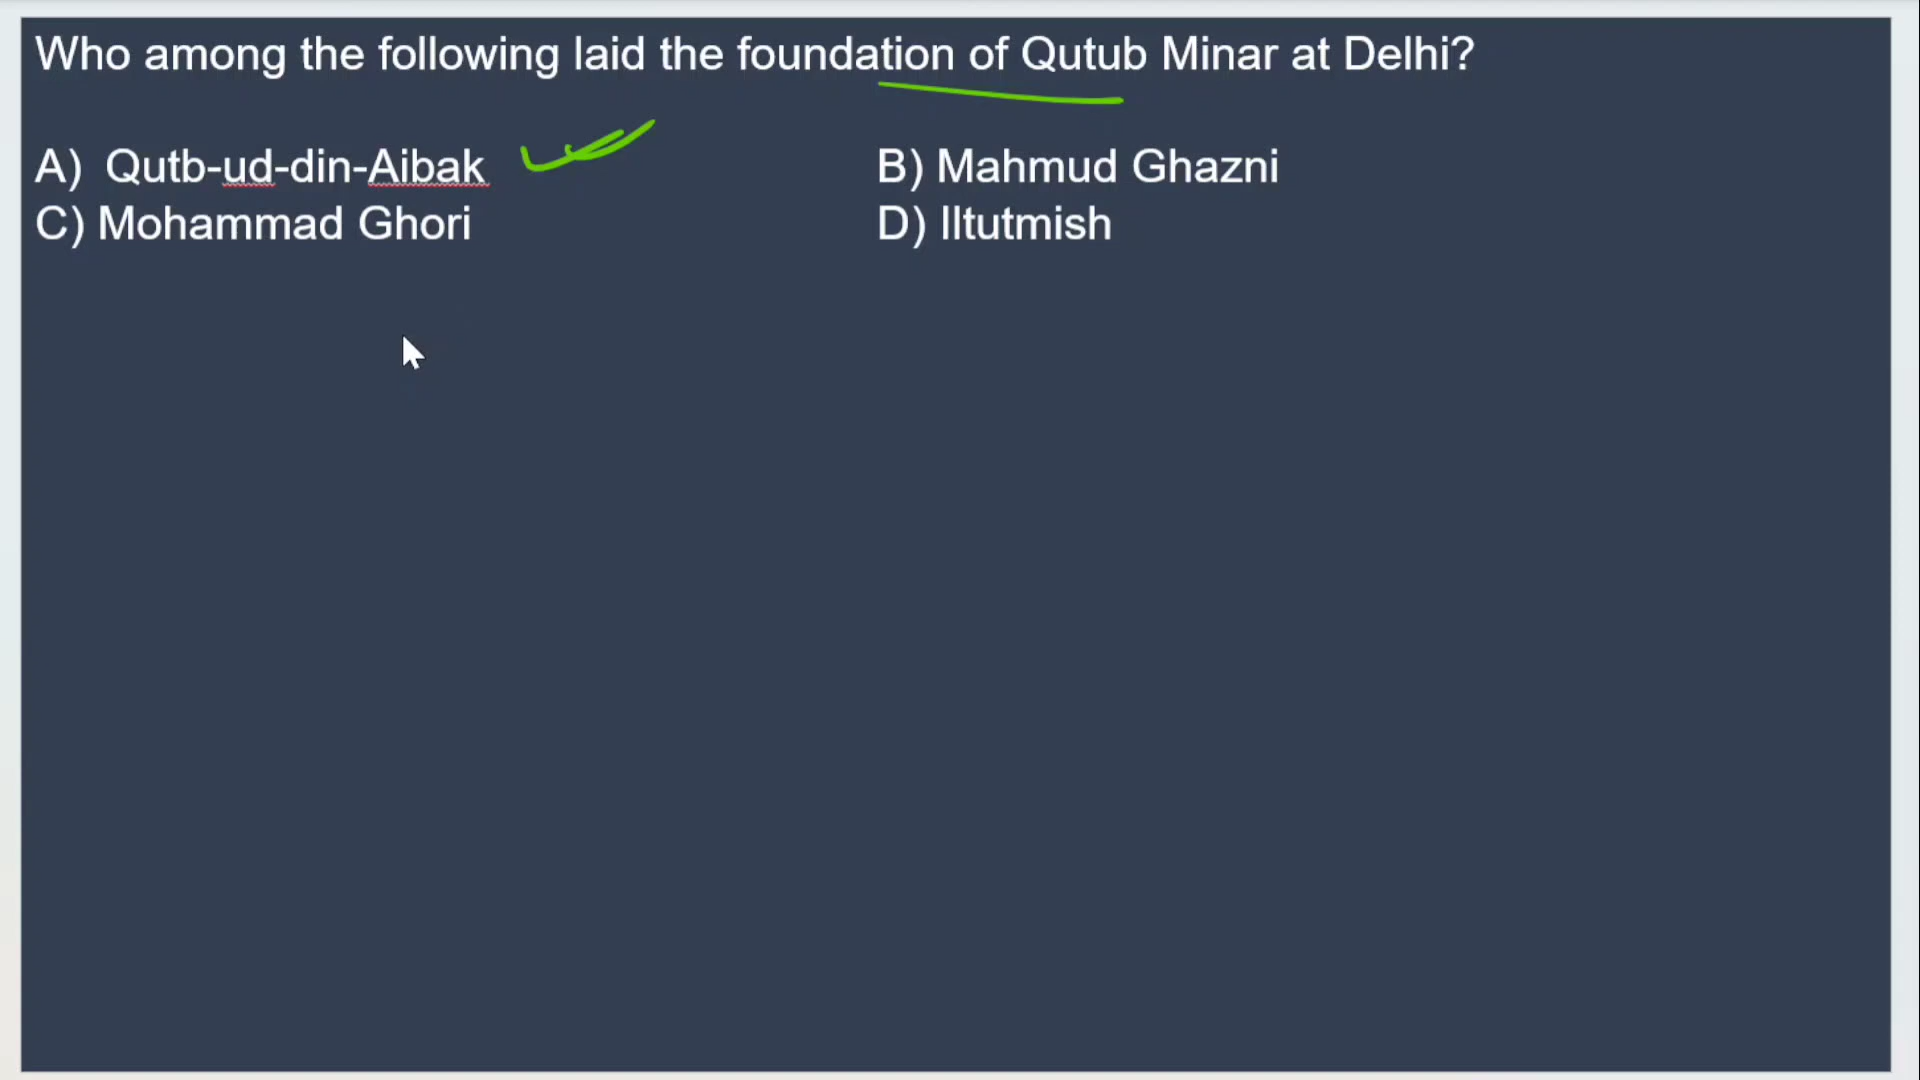 Who among the following laid the foundation of Qutub Minar at Delhi?
A) Qutb-ud-din-Aibak B) Mahmud Ghazni
C) Mohammad Ghori D) Iltutmish